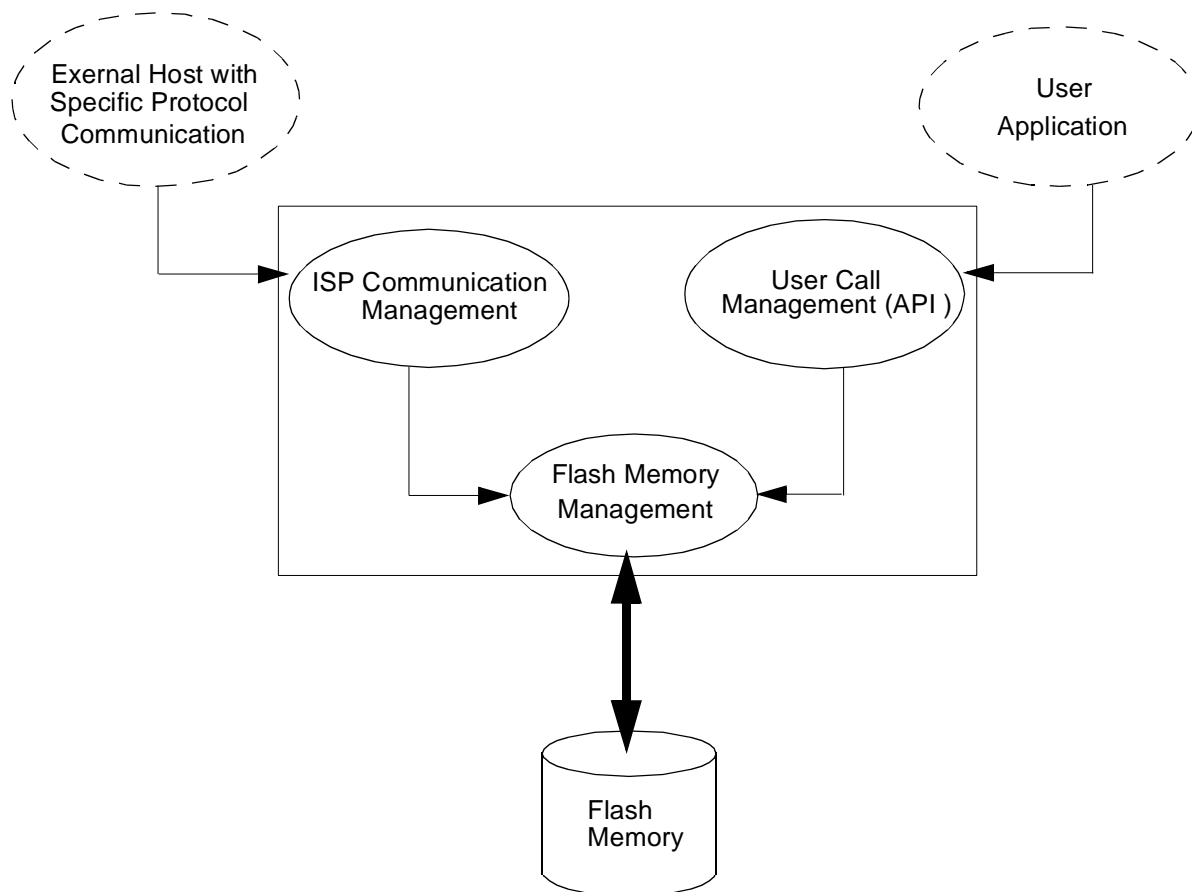 Exernal Host with
Specific Protocol
Communication
User
Application
ISP Communication
Management
User Call
Management (API )
Flash Memory
Management
Flash
Memory